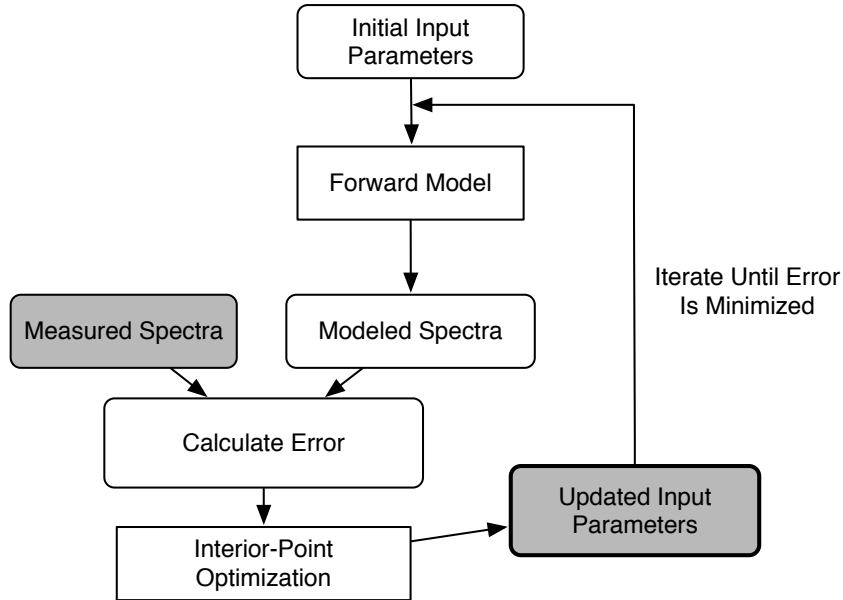 Initial Input
Parameters
Forward Model
Iterate Until Error
Is Minimized
Measured Spectra
Modeled Spectra
Calculate Error
Updated Input
Parameters
Interior-Point
Optimization